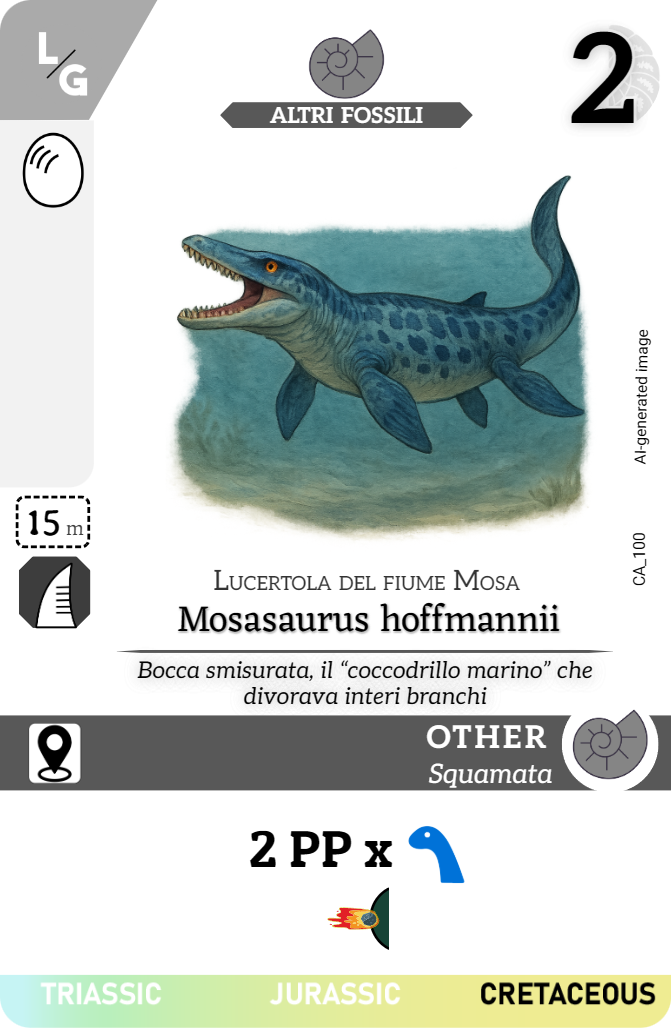 L/G
ALTRI FOSSILI
2
AI-generated image
15 m
CA_100
Lucertola del fiume Mosa
Mosasaurus hoffmannii
Bocca smisurata, il “coccodrillo marino” che
divorava interi branchi
OTHER
Squamata
2 PP x
TRIASSIC JURASSIC CRETACEOUS